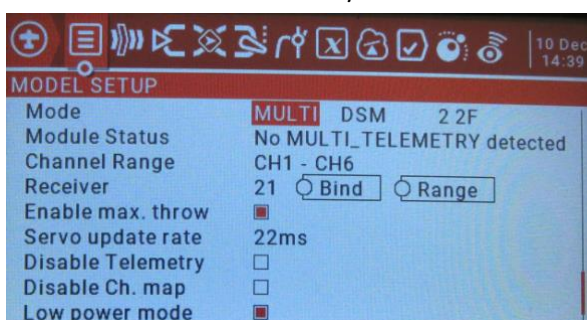 10 Dec
14:39
MODEL SETUP
Mode MULTI DSM 2 2F
Module Status No MULTI_TELEMETRY detected
Channel Range CH1 - CH6
Receiver 21 Bind Range
Enable max. throw
Servo update rate 22ms
Disable Telemetry
Disable Ch. map
Low power mode